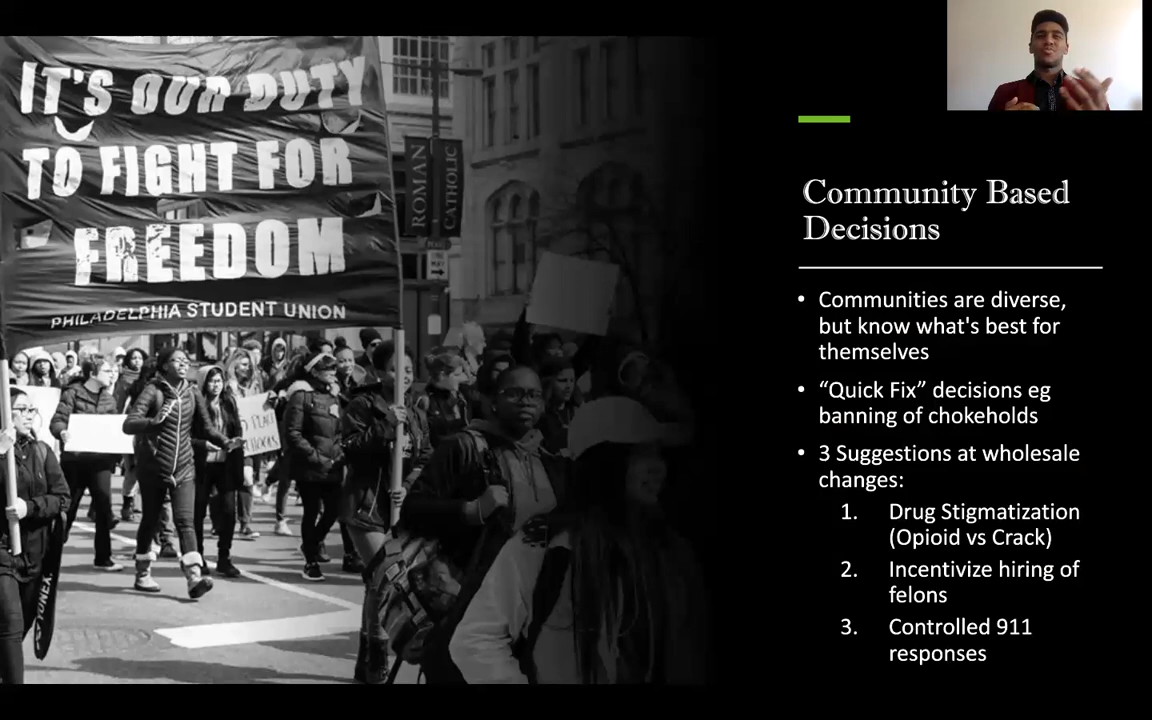 IT'S OUR DUTY
TO FIGHT FOR
FREEDOM
PHILADELPHIA STUDENT UNION
ROMAN
CATHOLIC
Community Based
Decisions
• Communities are diverse,
but know what's best for
themselves
• “Quick Fix” decisions eg
banning of chokeholds
• 3 Suggestions at wholesale
changes:
1. Drug Stigmatization
(Opioid vs Crack)
2. Incentivize hiring of
felons
3. Controlled 911
responses